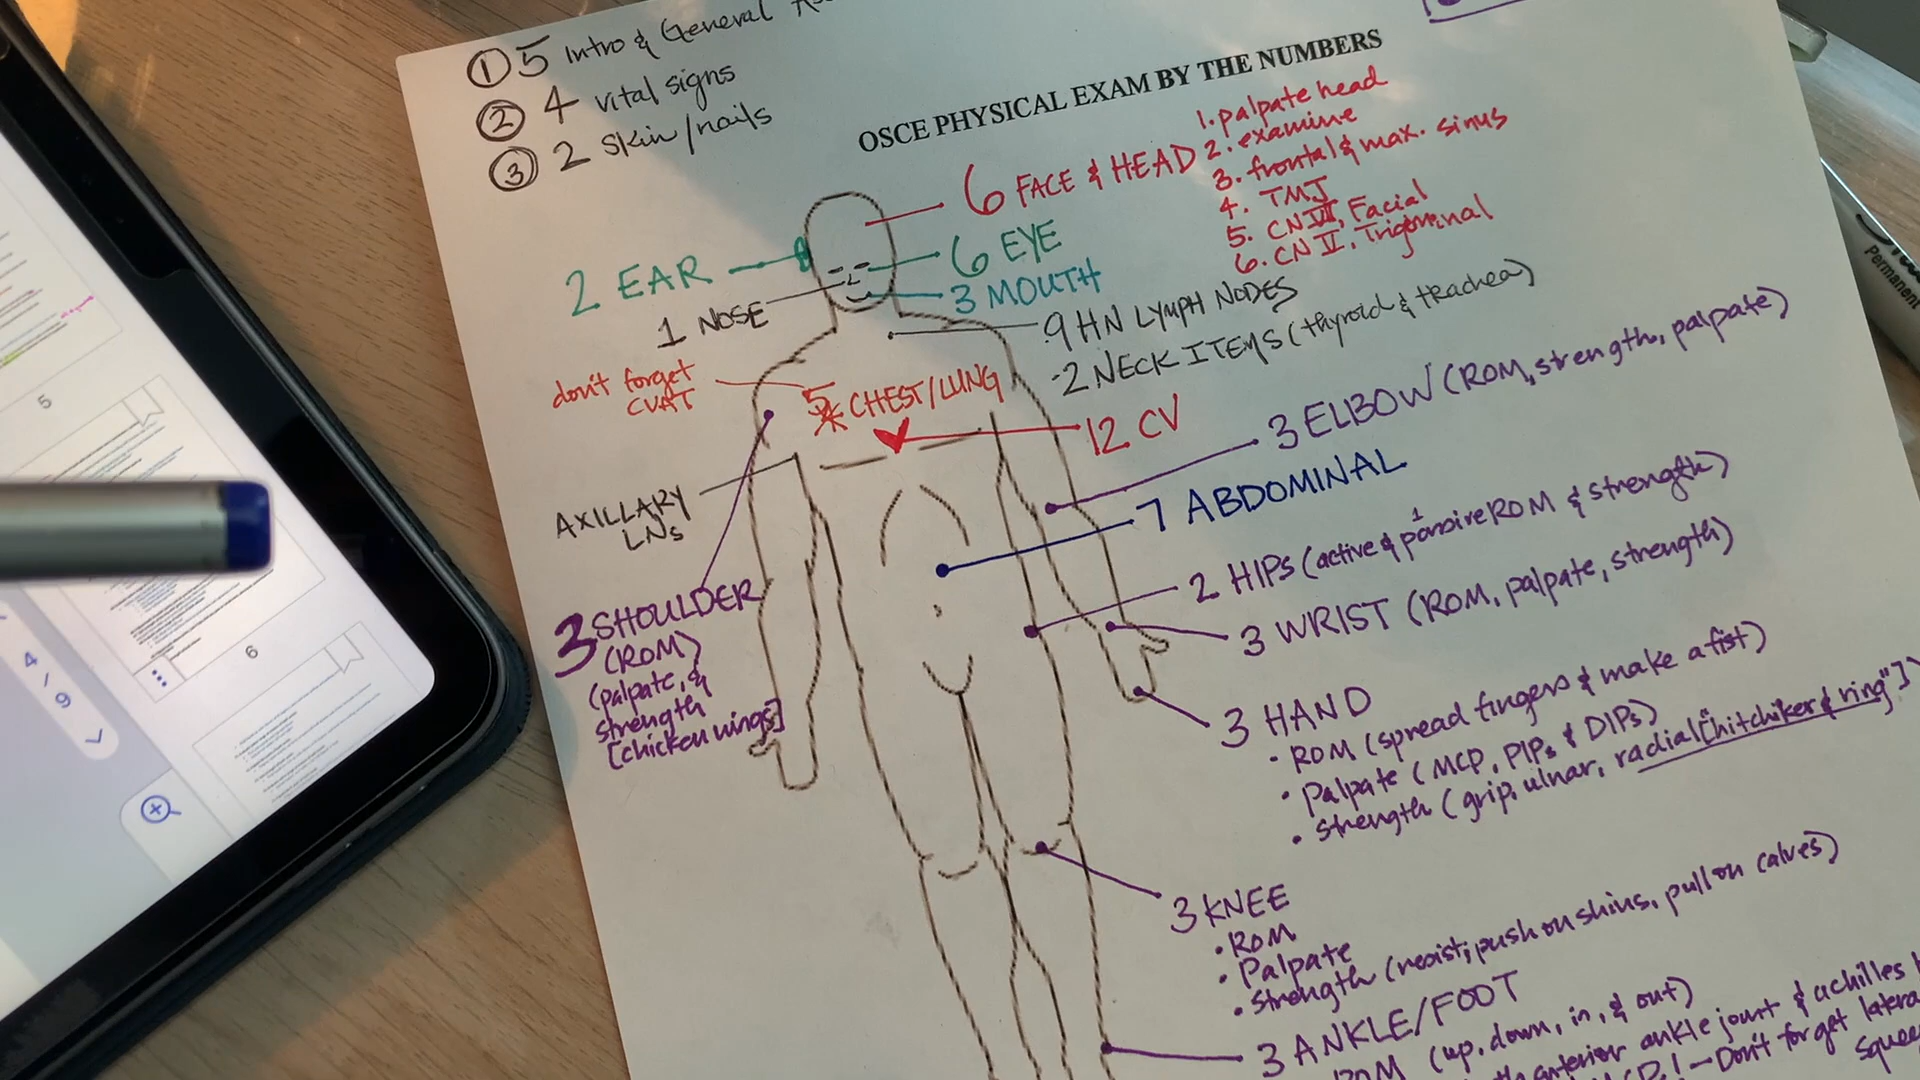 ① 5 Intro & General
② 4 vital signs
③ 2 skin/nails
OSCE PHYSICAL EXAM BY THE NUMBERS
6 FACE & HEAD
1. palpate head
2. examine
3. frontal & max. sinus
4. TMJ
5. CN VII, Facial
6. CN V, Trigeminal
2 EAR
6 EYE
1 NOSE
3 MOUTH
9 HN LYMPH NODES
-2 NECK ITEMS (thyroid & trachea)
don't forget
CVAT
5
* CHEST/LUNG
12 CV
3 ELBOW (ROM, strength, palpate)
AXILLARY
LNs
7 ABDOMINAL
2 HIPS (active & passive ROM & strength)
3 WRIST (ROM, palpate, strength)
3 SHOULDER
(ROM)
(palpate, &
strength
[chicken wings]
3 HAND
• ROM (spread fingers & make a fist)
• Palpate (MCP, PIPs & DIPs)
• Strength (grip, ulnar, radial ["hitchiker & ring"])
3 KNEE
• ROM
• Palpate
• Strength (resist; push on shins, pull on calves)
3 ANKLE/FOOT
ROM (up, down, in, & out)
anterior ankle joint & achilles
Don't forget
5
6
4 / 9
Permanent